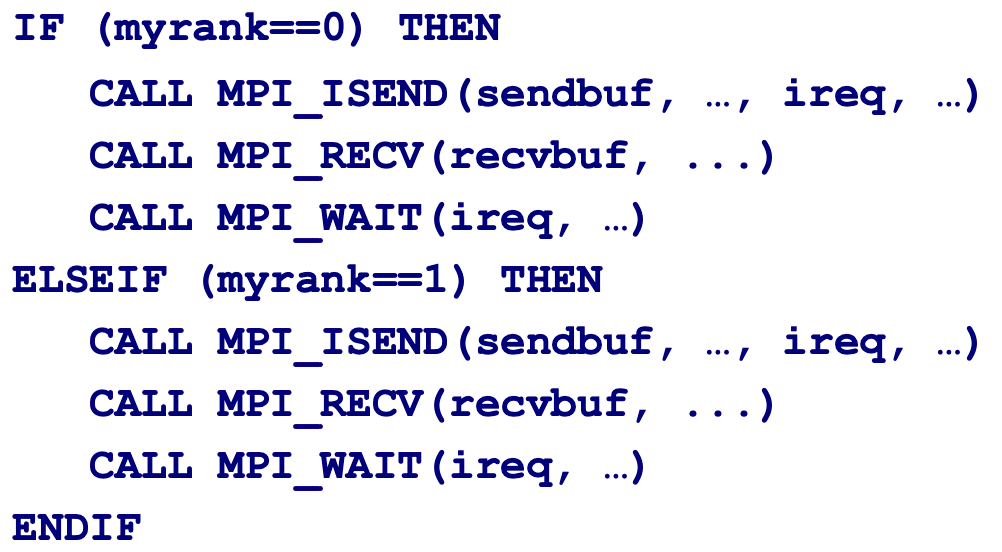 IF (myrank==0) THEN
CALL MPI_ISEND(sendbuf, …, ireq, …)
CALL MPI_RECV(recvbuf, ...)
CALL MPI_WAIT(ireq, …)
ELSEIF (myrank==1) THEN
CALL MPI_ISEND(sendbuf, …, ireq, …)
CALL MPI_RECV(recvbuf, ...)
CALL MPI_WAIT(ireq, …)
ENDIF